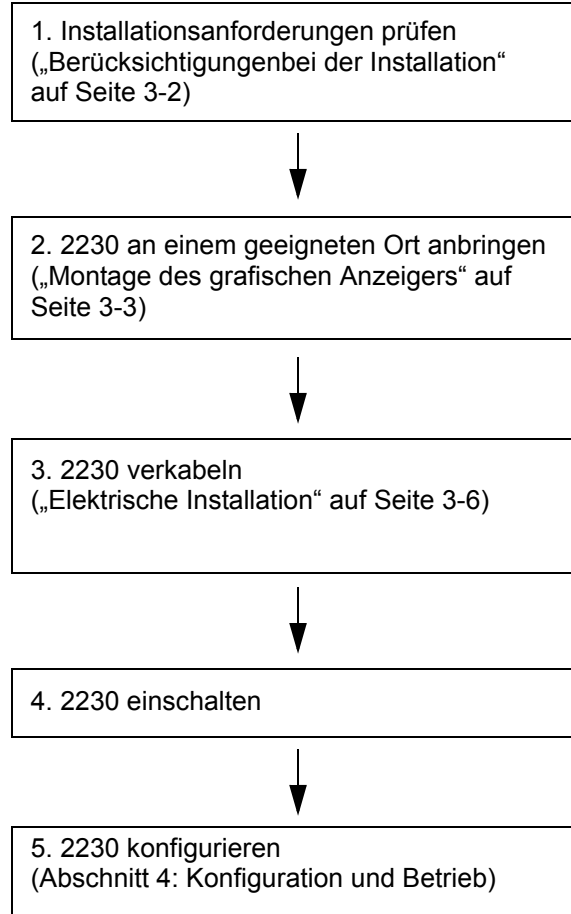 1. Installationsanforderungen prüfen
(„Berücksichtigungenbei der Installation“
auf Seite 3-2)
2. 2230 an einem geeigneten Ort anbringen
(„Montage des grafischen Anzeigers“ auf
Seite 3-3)
3. 2230 verkabeln
(„Elektrische Installation“ auf Seite 3-6)
4. 2230 einschalten
5. 2230 konfigurieren
(Abschnitt 4: Konfiguration und Betrieb)